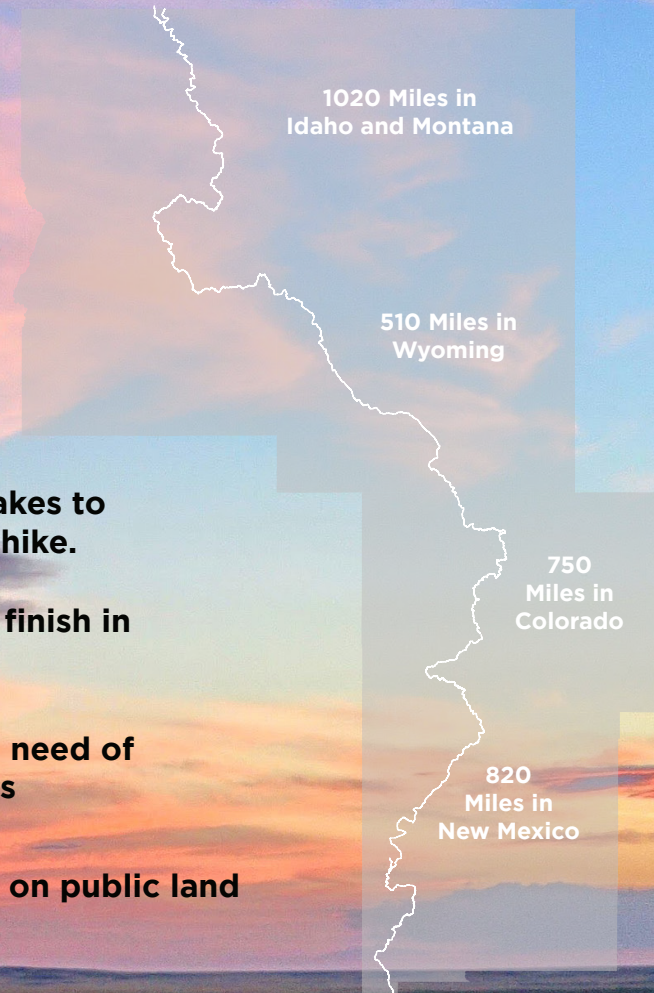 1020 Miles in
Idaho and Montana
510 Miles in
Wyoming
akes to
hike.
750
Miles in
Colorado
finish in
need of
s
820
Miles in
New Mexico
on public land